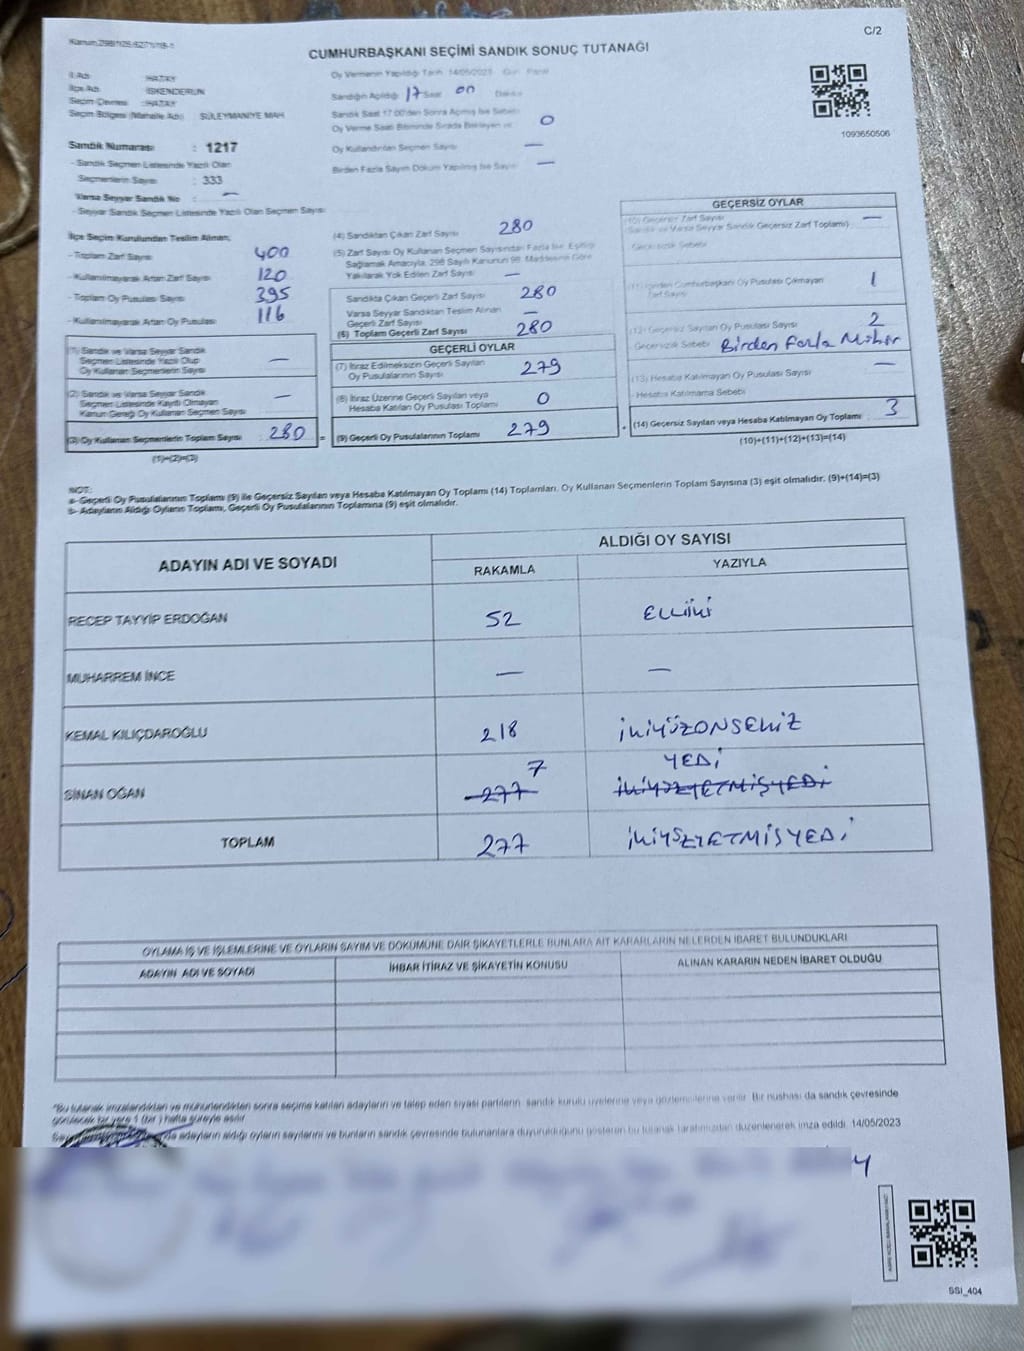 Kanun:298/125/6271/18-1
C/2
CUMHURBAŞKANI SEÇİMİ SANDIK SONUÇ TUTANAĞI
İl Adı : HATAY
İlçe Adı : İSKENDERUN
Seçim Çevresi : HATAY
Seçim Bölgesi (Mahalle Adı) SÜLEYMANİYE MAH
Sandık Numarası : 1217
- Sandık Seçmen Listesinde Yazılı Olan
Seçmenlerin Sayısı : 333
Varsa Seyyar Sandık No : —
- Seyyar Sandık Seçmen Listesinde Yazılı Olan Seçmen Sayısı
Oy Vermenin Yapıldığı Tarih 14/05/2023 Gün Pazar
Sandığın Açıldığı 17 Saat 00 Dakika
Sandık Saat 17.00'den Sonra Açılmış İse Sebebi
Oy Verme Saati Bitiminde Sırada Bekleyen ve 0
Oy Kullandırılan Seçmen Sayısı —
Birden Fazla Sayım Döküm Yapılmış İse Sayısı —
1093650506
İlçe Seçim Kurulundan Teslim Alınan;
- Toplam Zarf Sayısı 400
- Kullanılmayarak Artan Zarf Sayısı 120
- Toplam Oy Pusulası Sayısı 395
- Kullanılmayarak Artan Oy Pusulası 116
(1) Sandık ve Varsa Seyyar Sandık
Seçmen Listesinde Yazılı Olup
Oy Kullanan Seçmenlerin Sayısı —
(2) Sandık ve Varsa Seyyar Sandık
Seçmen Listesinde Kayıtlı Olmayan
Kanun Gereği Oy Kullanan Seçmen Sayısı —
(3) Oy Kullanan Seçmenlerin Toplam Sayısı : 280 =
(1)+(2)=(3)
(4) Sandıktan Çıkan Zarf Sayısı 280
(5) Zarf Sayısı Oy Kullanan Seçmen Sayısından Fazla İse, Eşitliği
Sağlamak Amacıyla, 298 Sayılı Kanunun 98. Maddesine Göre
Yakılarak Yok Edilen Zarf Sayısı —
Sandıkta Çıkan Geçerli Zarf Sayısı 280
Varsa Seyyar Sandıktan Teslim Alınan
Geçerli Zarf Sayısı —
(6) Toplam Geçerli Zarf Sayısı 280
GEÇERLİ OYLAR
(7) İtiraz Edilmeksizin Geçerli Sayılan
Oy Pusulalarının Sayısı 279
(8) İtiraz Üzerine Geçerli Sayılan veya
Hesaba Katılan Oy Pusulası Toplamı 0
(9) Geçerli Oy Pusulalarının Toplamı 279
GEÇERSİZ OYLAR
(10) Geçersiz Zarf Sayısı —
(Sandık ve Varsa Seyyar Sandık Geçersiz Zarf Toplamı)
Geçersizlik Sebebi
(11) İçinden Cumhurbaşkanı Oy Pusulası Çıkmayan
Zarf Sayısı 1
(12) Geçersiz Sayılan Oy Pusulası Sayısı 2
Geçersizlik Sebebi Birden Fazla Mühür
(13) Hesaba Katılmayan Oy Pusulası Sayısı —
- Hesaba Katılmama Sebebi
(14) Geçersiz Sayılan veya Hesaba Katılmayan Oy Toplamı 3
(10)+(11)+(12)+(13)=(14)
NOT:
a- Geçerli Oy Pusulalarının Toplamı (9) ile Geçersiz Sayılan veya Hesaba Katılmayan Oy Toplamı (14) Toplamları, Oy Kullanan Seçmenlerin Toplam Sayısına (3) eşit olmalıdır. (9)+(14)=(3)
b- Adayların Aldığı Oyların Toplamı, Geçerli Oy Pusulalarının Toplamına (9) eşit olmalıdır.
ADAYIN ADI VE SOYADI
ALDIĞI OY SAYISI
RAKAMLA YAZIYLA
RECEP TAYYİP ERDOĞAN 52 ELLİİKİ
MUHARREM İNCE — —
KEMAL KILIÇDAROĞLU 218 İKİYÜZONSEKİZ
7 YEDİ
SİNAN OĞAN 277 İKİYÜZYETMİŞYEDİ
TOPLAM 277 İKİYÜZYETMİSYEDİ
OYLAMA İŞ VE İŞLEMLERİNE VE OYLARIN SAYIM VE DÖKÜMÜNE DAİR ŞİKAYETLERLE BUNLARA AİT KARARLARIN NELERDEN İBARET BULUNDUKLARI
ADAYIN ADI VE SOYADI İHBAR İTİRAZ VE ŞİKAYETİN KONUSU ALINAN KARARIN NEDEN İBARET OLDUĞU
*Bu tutanak imzalandıktan ve mühürlendikten sonra seçime katılan adayların ve talep eden siyasi partilerin, sandık kurulu üyelerine veya gözlemcilerine verilir. Bir nüshası da sandık çevresinde
görülecek bir yere 1 (bir) hafta süreyle asılır.
adayların aldığı oyların sayılarını ve bunların sandık çevresinde bulunanlara duyurulduğunu gösteren bu tutanak tarafımızdan düzenlenerek imza edildi. 14/05/2023
SSI_404